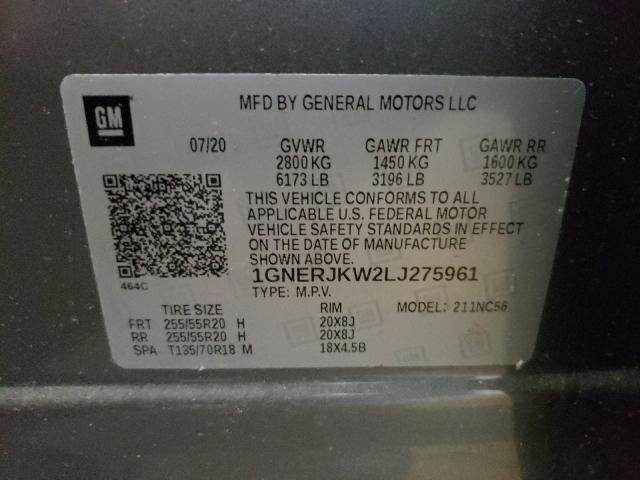 GM
MFD BY GENERAL MOTORS LLC
07/20 GVWR GAWR FRT GAWR RR
2800 KG 1450 KG 1600 KG
6173 LB 3196 LB 3527 LB
THIS VEHICLE CONFORMS TO ALL
APPLICABLE U.S. FEDERAL MOTOR
VEHICLE SAFETY STANDARDS IN EFFECT
ON THE DATE OF MANUFACTURE
SHOWN ABOVE.
464C
1GNERJKW2LJ275961
TYPE: M.P.V.
TIRE SIZE RIM MODEL: 211NC56
FRT 255/55R20 H 20X8J
RR 255/55R20 H 20X8J
SPA T135/70R18 M 18X4.5B